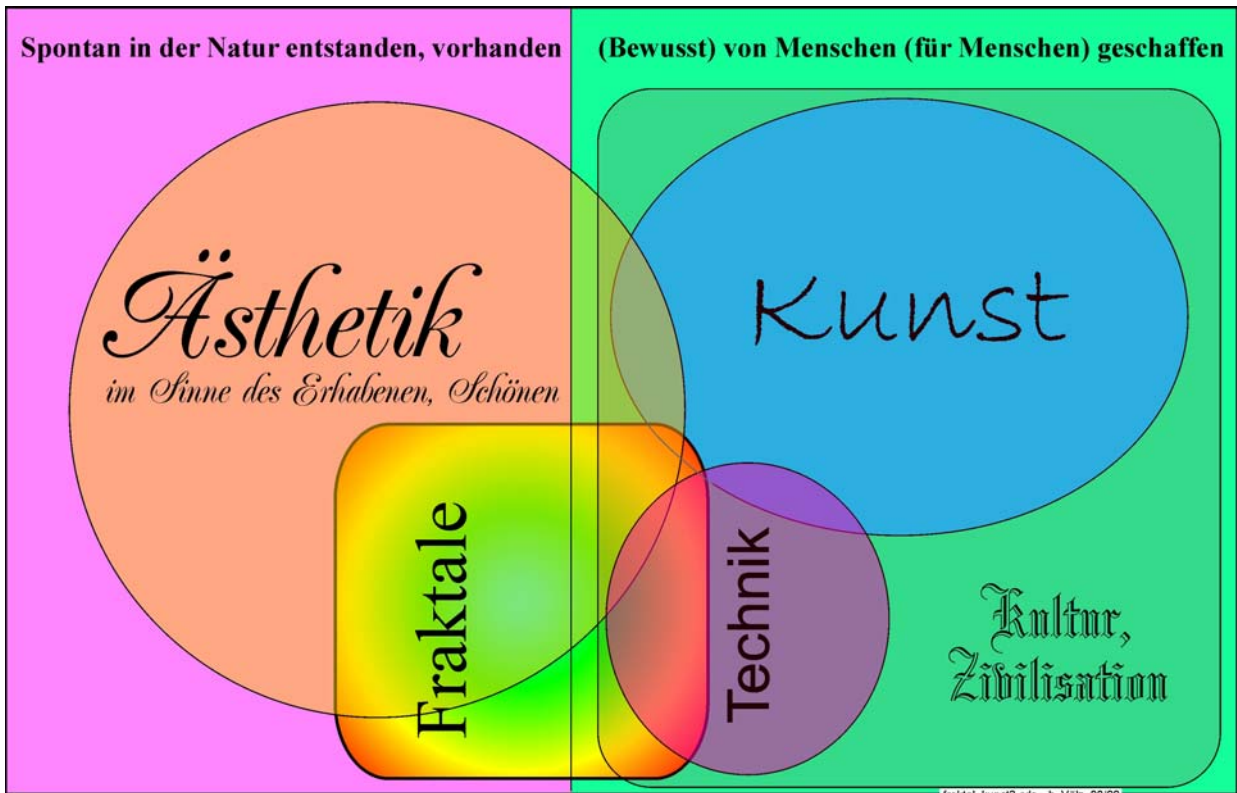 Spontan in der Natur entstanden, vorhanden
(Bewusst) von Menschen (für Menschen) geschaffen
Ästhetik
im Sinne des Erhabenen, Schönen
Kunst
Fraktale
Technik
Kultur,
Zivilisation